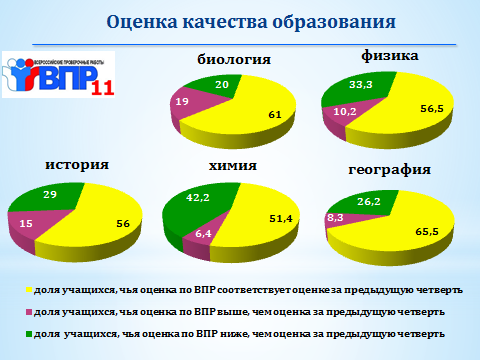 Оценка качества образования
ВСЕРОССИЙСКИЕ ПРОВЕРОЧНЫЕ РАБОТЫ
ВПР 11
биология
20
19
61
физика
33,3
10,2
56,5
история
29
15
56
химия
42,2
6,4
51,4
география
26,2
8,3
65,5
доля учащихся, чья оценка по ВПР соответствует оценке за предыдущую четверть
доля учащихся, чья оценка по ВПР выше, чем оценка за предыдущую четверть
доля учащихся, чья оценка по ВПР ниже, чем оценка за предыдущую четверть